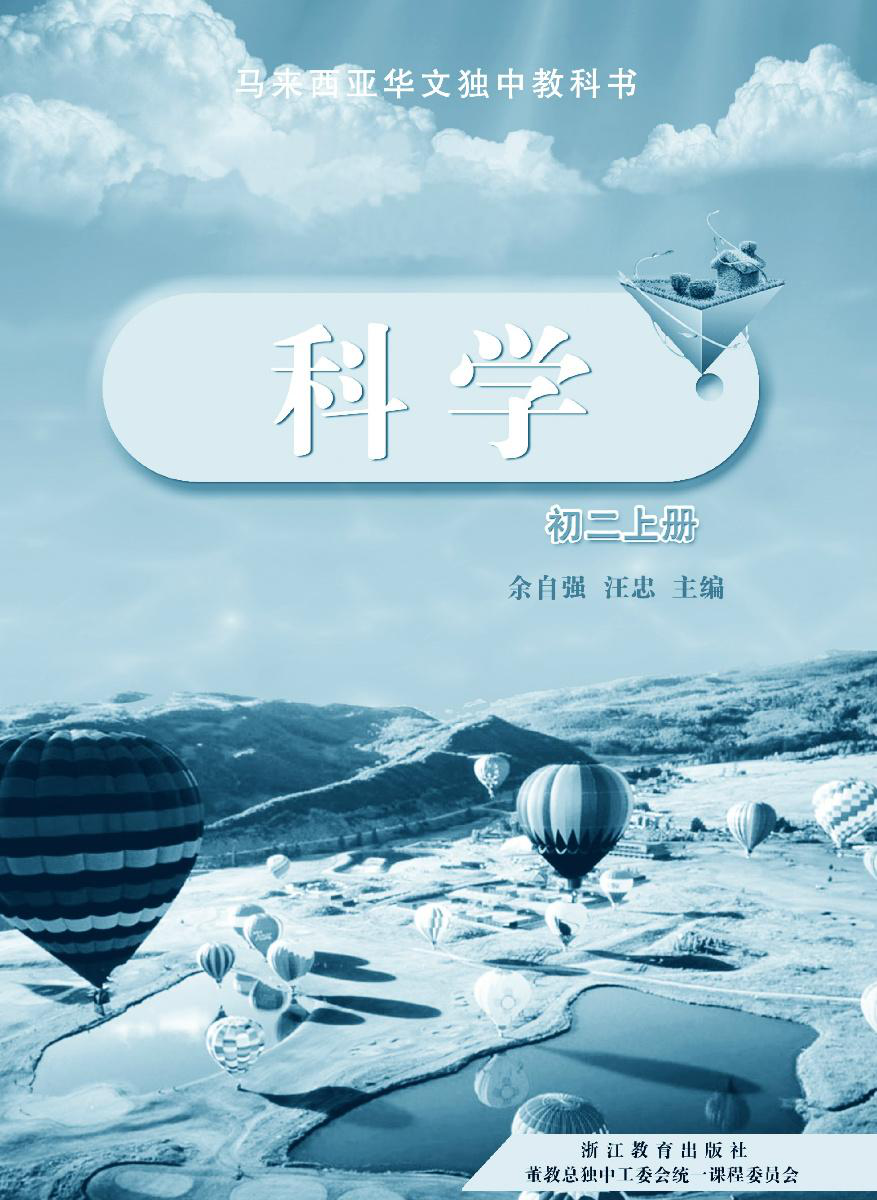 马来西亚华文独中教科书
科学
初二上册
余自强 汪忠 主编
浙江教育出版社
董教总独中工委会统一课程委员会